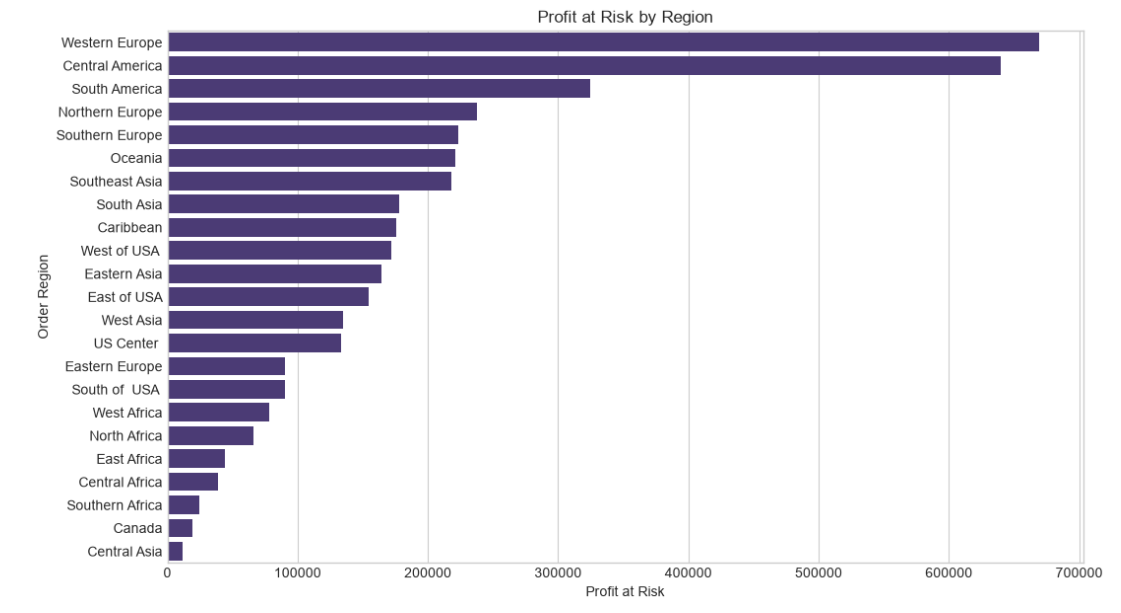 Profit at Risk by Region
Western Europe
Central America
South America
Northern Europe
Southern Europe
Oceania
Southeast Asia
South Asia
Caribbean
West of USA
Eastern Asia
East of USA
West Asia
US Center
Eastern Europe
South of  USA
West Africa
North Africa
East Africa
Central Africa
Southern Africa
Canada
Central Asia
Order Region
0 100000 200000 300000 400000 500000 600000 700000
Profit at Risk